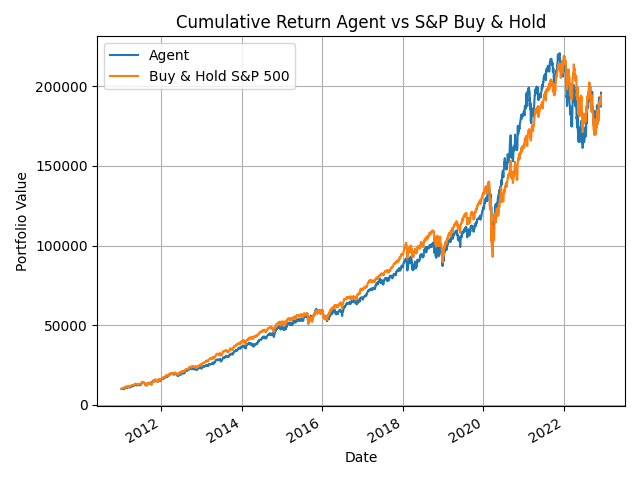 Cumulative Return Agent vs S&P Buy & Hold
Agent
Buy & Hold S&P 500
200000
150000
100000
50000
0
Portfolio Value
2012 2014 2016 2018 2020 2022
Date